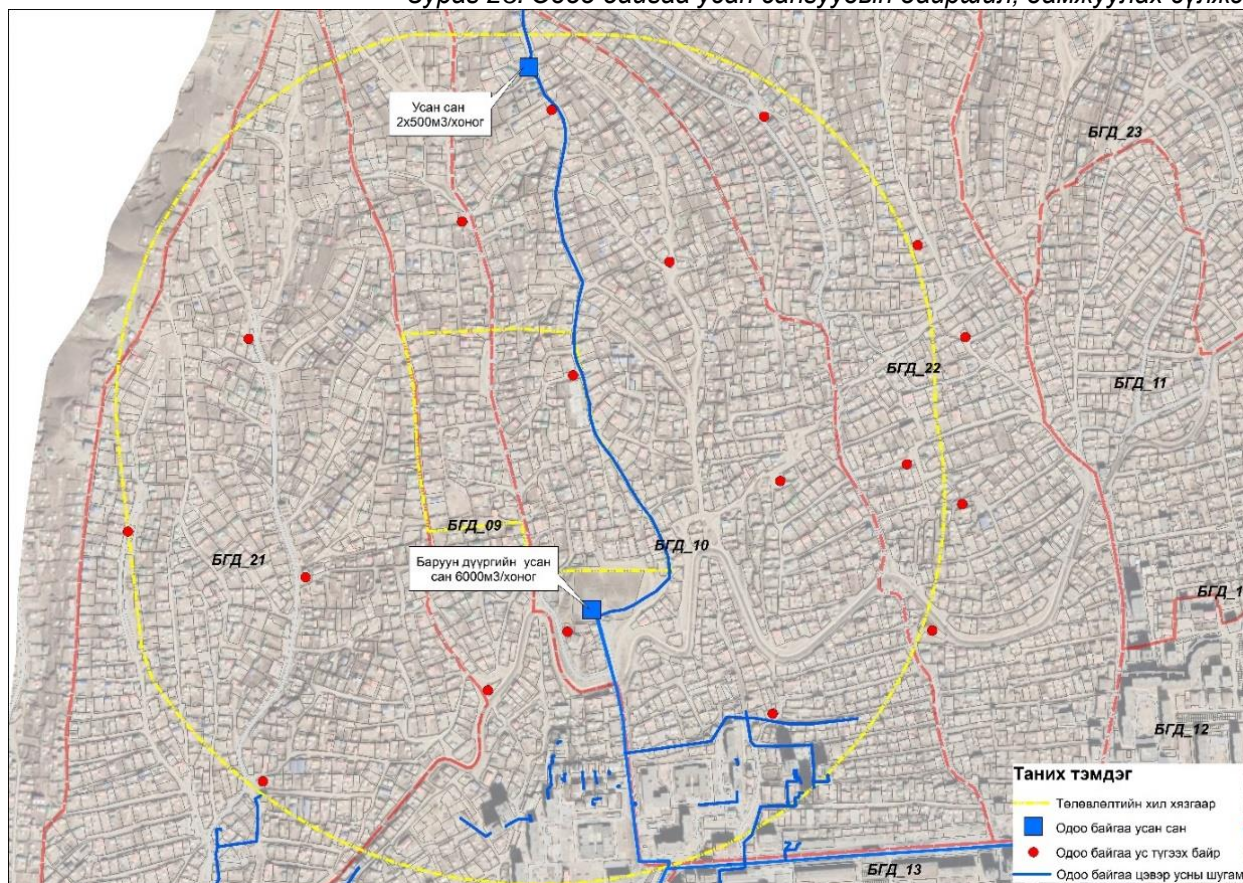 Усан сан
2х500м3/хоног
БГД_23
БГД_22
БГД_11
БГД_09
БГД_10
БГД_21
Баруун дүүргийн усан
сан 6000м3/хоног
БГД_1
БГД_12
БГД_13
Таних тэмдэг
Төлөвлөлтийн хил хязгаар
Одоо байгаа усан сан
Одоо байгаа ус түгээх байр
Одоо байгаа цэвэр усны шугам